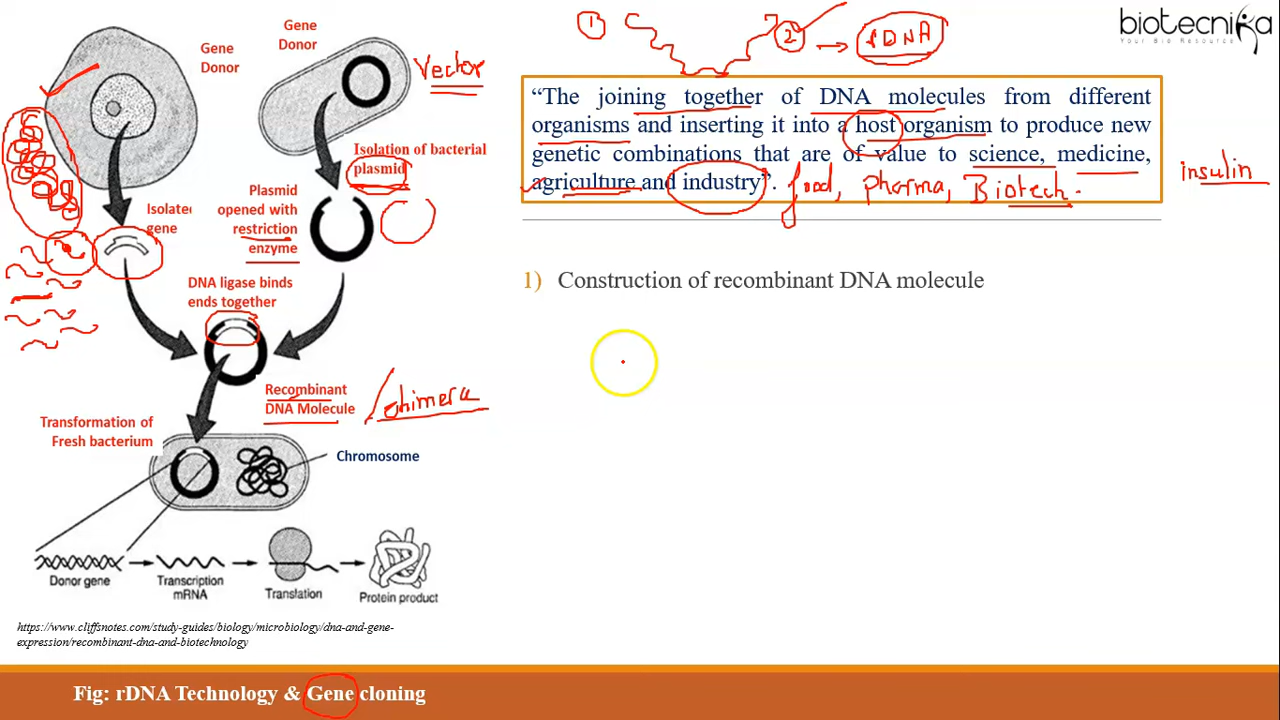 Gene
Donor
Gene
Donor
Vector
Isolation of bacterial
plasmid
Plasmid
opened with
restriction
enzyme
Isolate
gene
DNA ligase binds
ends together
Recombinant
DNA Molecule
chimera
Transformation of
Fresh bacterium
Chromosome
Donor gene
Transcription
mRNA
Translation
Protein product
https://www.cliffsnotes.com/study-guides/biology/microbiology/dna-and-gene-
expression/recombinant-dna-and-biotechnology
Fig: rDNA Technology & Gene cloning
1
2
rDNA
biotecnika
Your Bio Resource
“The joining together of DNA molecules from different
organisms and inserting it into a host organism to produce new
genetic combinations that are of value to science, medicine,
agriculture and industry”.
food, pharma, Biotech.
insulin
1) Construction of recombinant DNA molecule